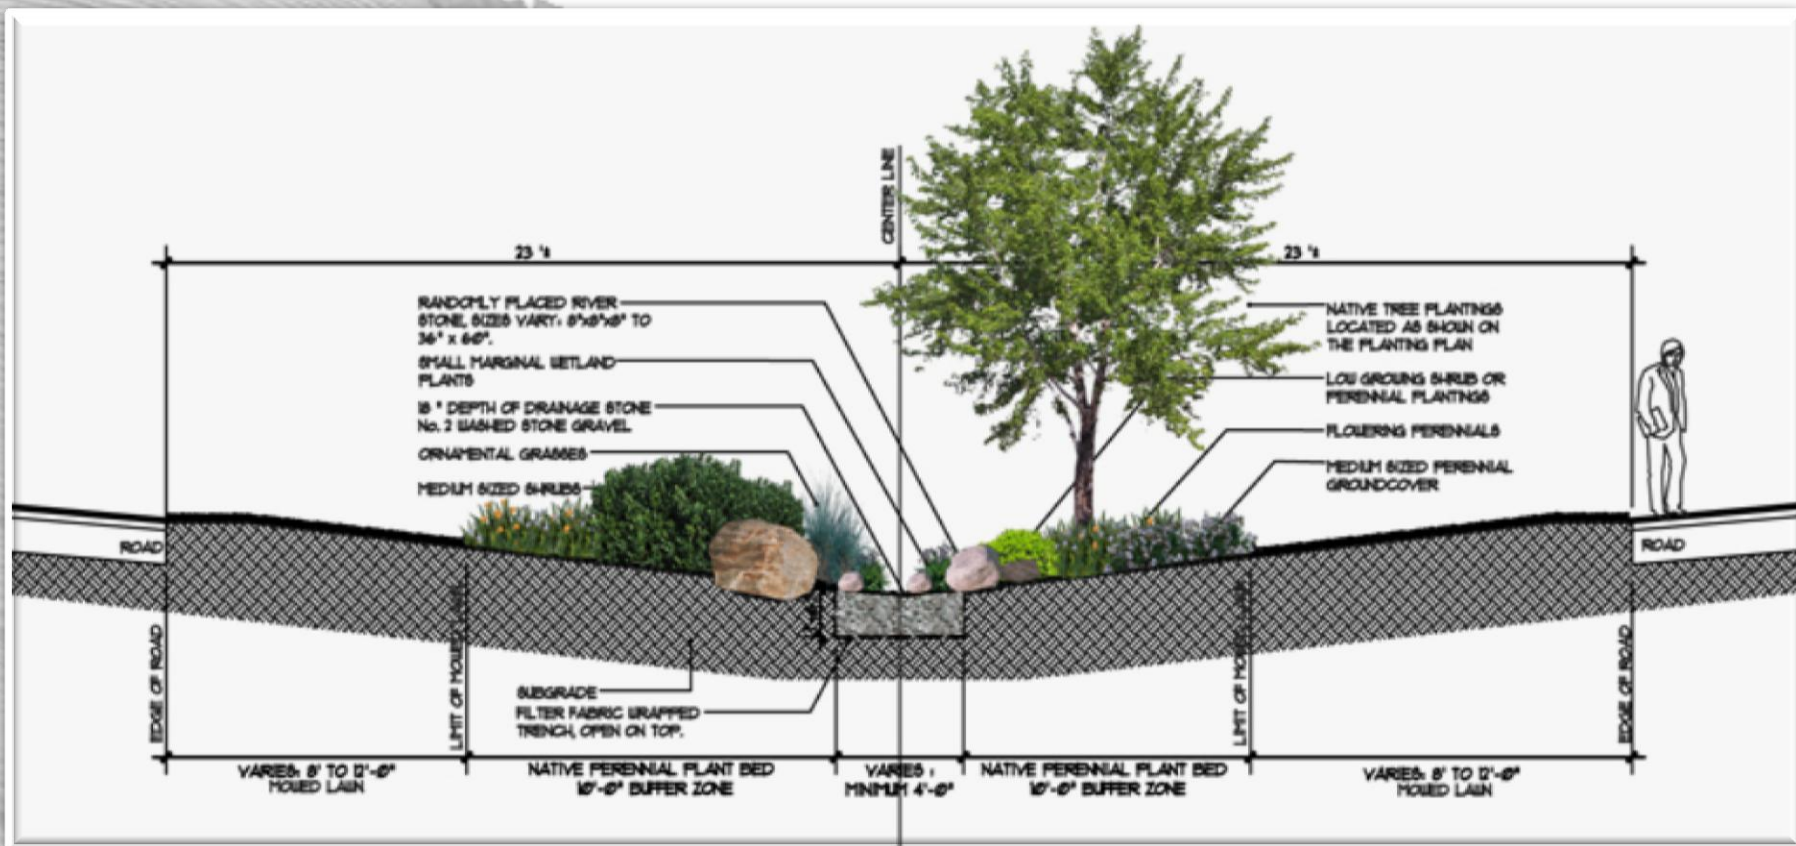 CENTER LINE
23 '±
23 '±
RANDOMLY PLACED RIVER
STONE, SIZES VARY: 8"x8"x8" TO
36" x 60".
SMALL MARGINAL WETLAND
PLANTS
18 " DEPTH OF DRAINAGE STONE
No. 2 WASHED STONE GRAVEL
ORNAMENTAL GRASSES
MEDIUM SIZED SHRUBS
NATIVE TREE PLANTINGS
LOCATED AS SHOWN ON
THE PLANTING PLAN
LOW GROWING SHRUB OR
PERENNIAL PLANTINGS
FLOWERING PERENNIALS
MEDIUM SIZED PERENNIAL
GROUNDCOVER
ROAD
ROAD
EDGE OF ROAD
LIMIT OF MOWED LAWN
SUBGRADE
FILTER FABRIC WRAPPED
TRENCH, OPEN ON TOP.
LIMIT OF MOWED LAWN
EDGE OF ROAD
VARIES: 8' TO 12'-0"
MOWED LAWN
NATIVE PERENNIAL PLANT BED
10'-0" BUFFER ZONE
VARIES :
MINIMUM 4'-0"
NATIVE PERENNIAL PLANT BED
10'-0" BUFFER ZONE
VARIES: 8' TO 12'-0"
MOWED LAWN